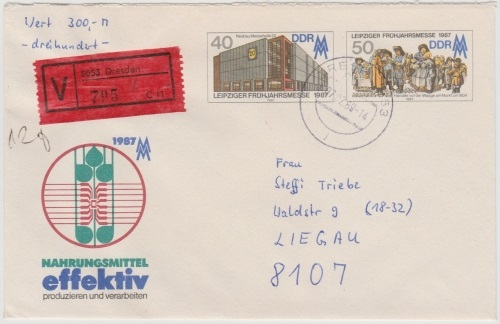 Wert 300,- M
- dreihundert -
8053 Dresden
V
795
12 g
40
DDR
LEIPZIGER FRÜHJAHRSMESSE 1987
50
LEIPZIGER FRÜHJAHRSMESSE 1987
DDR
1987
NAHRUNGSMITTEL
effektiv
produzieren und verarbeiten
Frau
Steffi Triebe
Waldstr 9 (18-32)
LIEGAU
8107